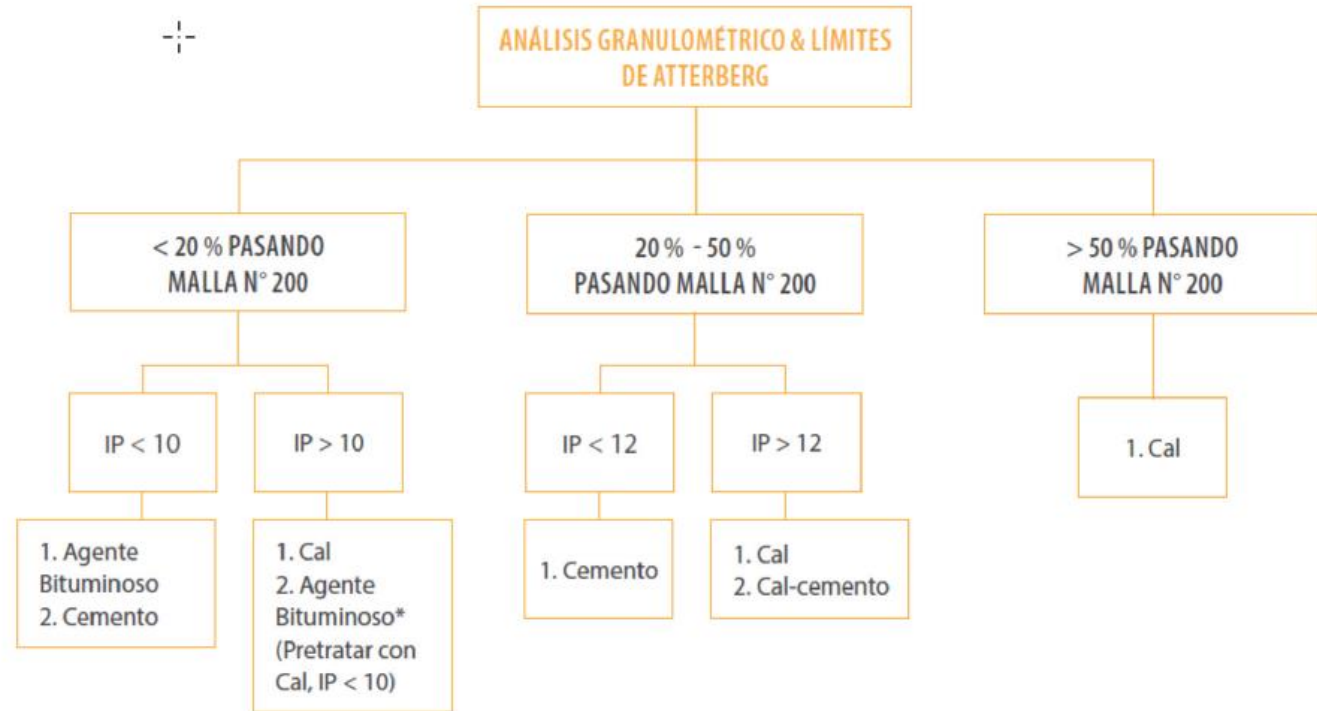 ANÁLISIS GRANULOMÉTRICO & LÍMITES
DE ATTERBERG
< 20 % PASANDO
MALLA N° 200
20 % - 50 %
PASANDO MALLA N° 200
> 50 % PASANDO
MALLA N° 200
IP < 10
IP > 10
IP < 12
IP > 12
1. Cal
1. Agente
Bituminoso
2. Cemento
1. Cal
2. Agente
Bituminoso*
(Pretratar con
Cal, IP < 10)
1. Cemento
1. Cal
2. Cal-cemento